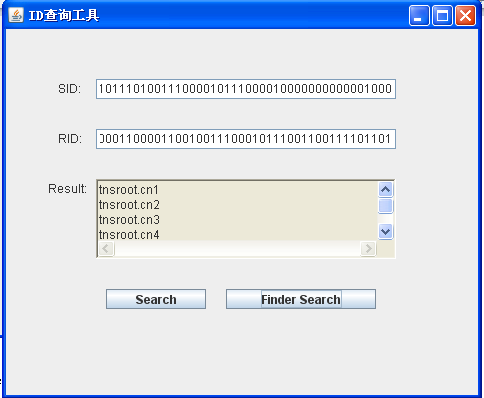 ID查询工具
SID: 1011101001110000101110000100000000000001000
RID: 000110000110010011100010111001100111101101
Result: tnsroot.cn1
tnsroot.cn2
tnsroot.cn3
tnsroot.cn4
Search Finder Search